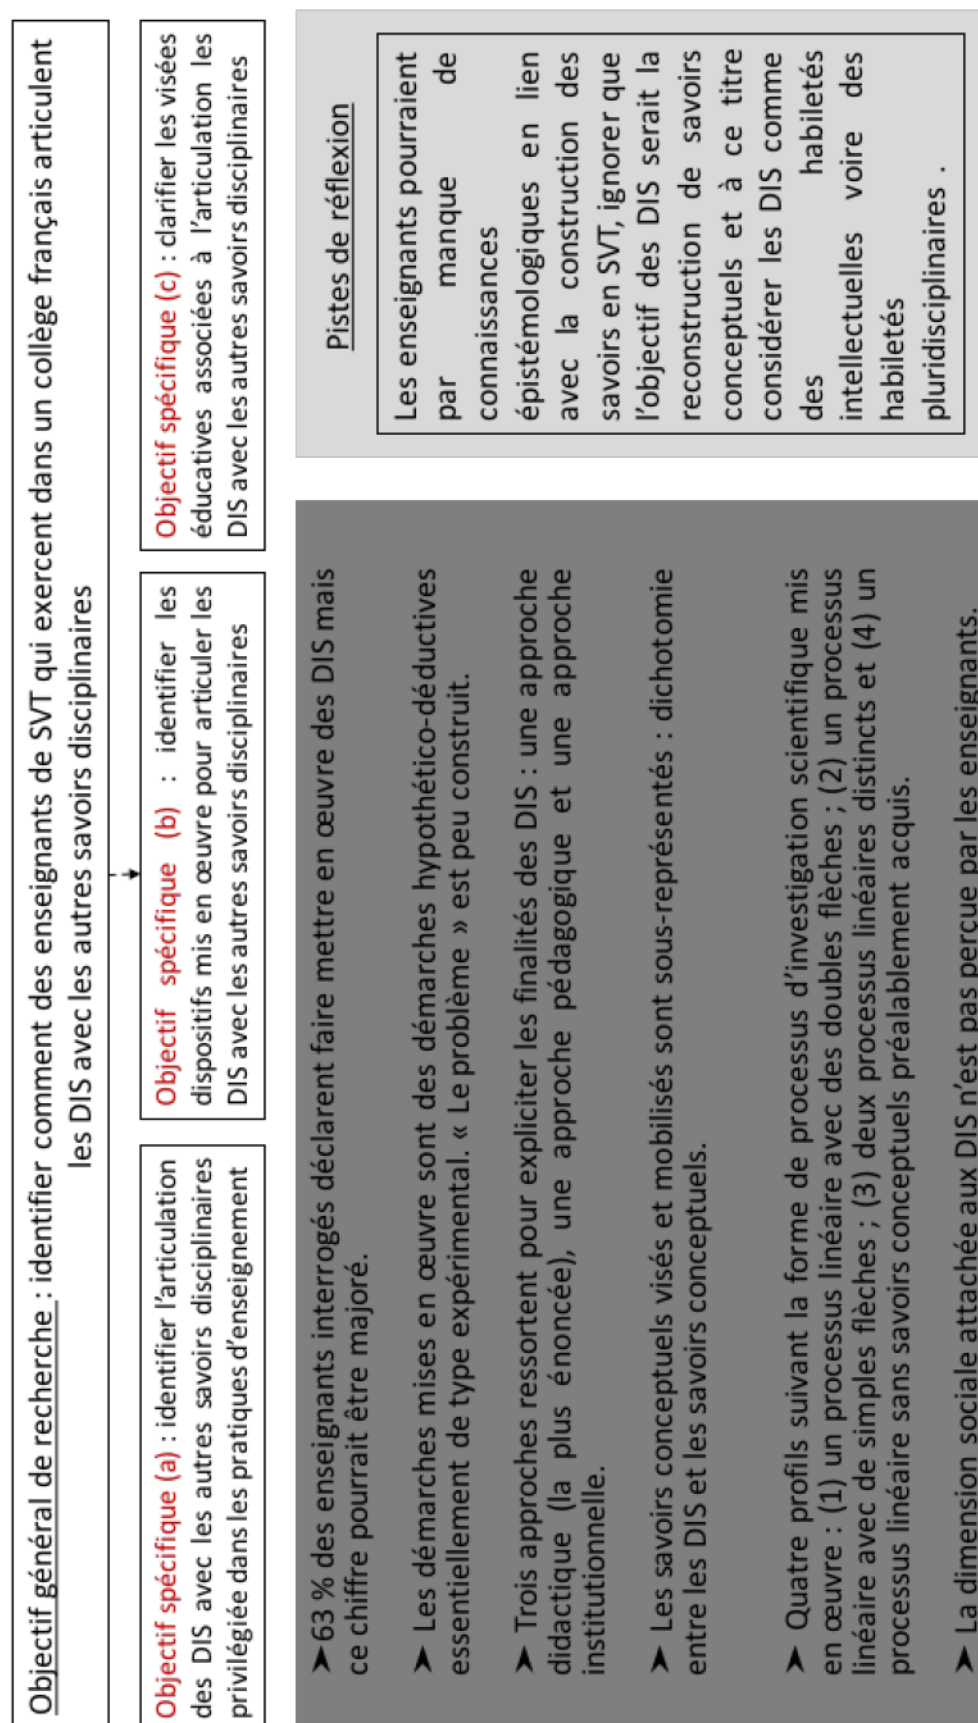 Objectif général de recherche : identifier comment des enseignants de SVT qui exercent dans un collège français articulent
les DIS avec les autres savoirs disciplinaires
Objectif spécifique (a) : identifier l’articulation
des DIS avec les autres savoirs disciplinaires
privilégiée dans les pratiques d’enseignement
Objectif spécifique (b) : identifier les
dispositifs mis en œuvre pour articuler les
DIS avec les autres savoirs disciplinaires
Objectif spécifique (c) : clarifier les visées
éducatives associées à l’articulation les
DIS avec les autres savoirs disciplinaires
➤ 63 % des enseignants interrogés déclarent faire mettre en œuvre des DIS mais
ce chiffre pourrait être majoré.
➤ Les démarches mises en œuvre sont des démarches hypothético-déductives
essentiellement de type expérimental. « Le problème » est peu construit.
➤ Trois approches ressortent pour expliciter les finalités des DIS : une approche
didactique (la plus énoncée), une approche pédagogique et une approche
institutionnelle.
➤ Les savoirs conceptuels visés et mobilisés sont sous-représentés : dichotomie
entre les DIS et les savoirs conceptuels.
➤ Quatre profils suivant la forme de processus d’investigation scientifique mis
en œuvre : (1) un processus linéaire avec des doubles flèches ; (2) un processus
linéaire avec de simples flèches ; (3) deux processus linéaires distincts et (4) un
processus linéaire sans savoirs conceptuels préalablement acquis.
➤ La dimension sociale attachée aux DIS n’est pas perçue par les enseignants.
Pistes de réflexion
Les enseignants pourraient
par manque de
connaissances
épistémologiques en lien
avec la construction des
savoirs en SVT, ignorer que
l’objectif des DIS serait la
reconstruction de savoirs
conceptuels et à ce titre
considérer les DIS comme
des habiletés
intellectuelles voire des
habiletés
pluridisciplinaires .